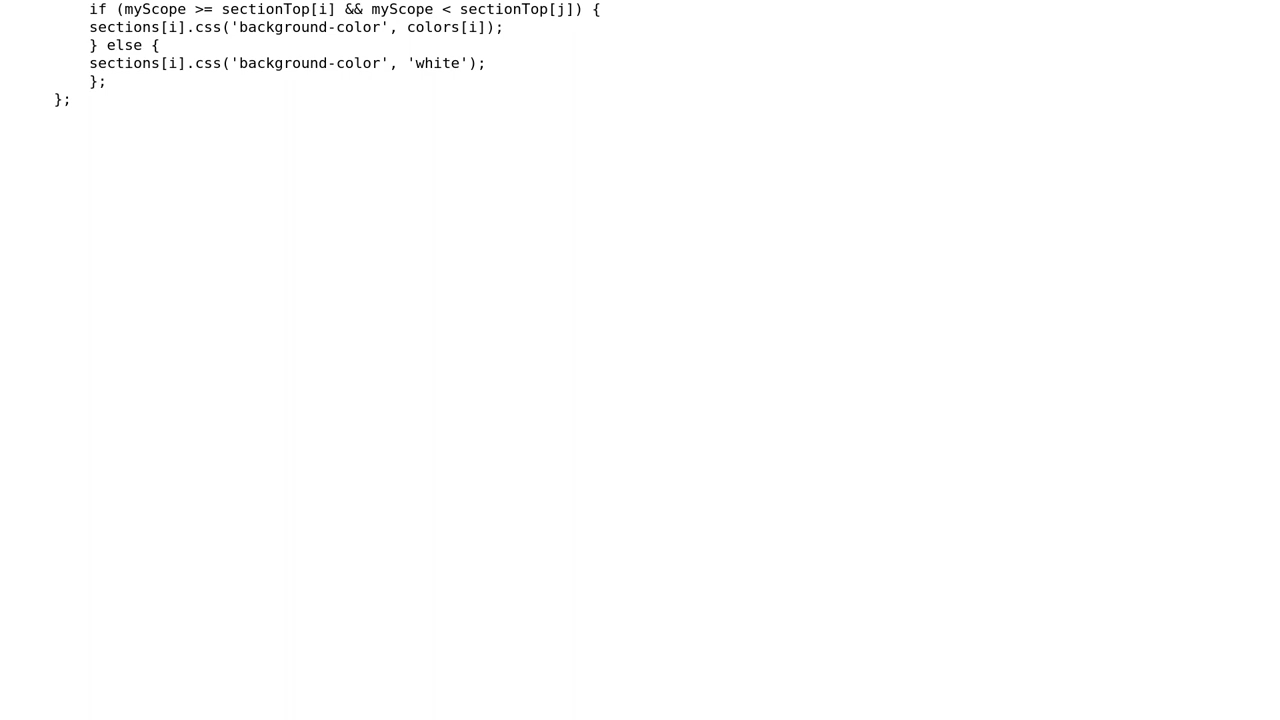 if (myScope >= sectionTop[i] && myScope < sectionTop[j]) {
sections[i].css('background-color', colors[i]);
} else {
sections[i].css('background-color', 'white');
};
};